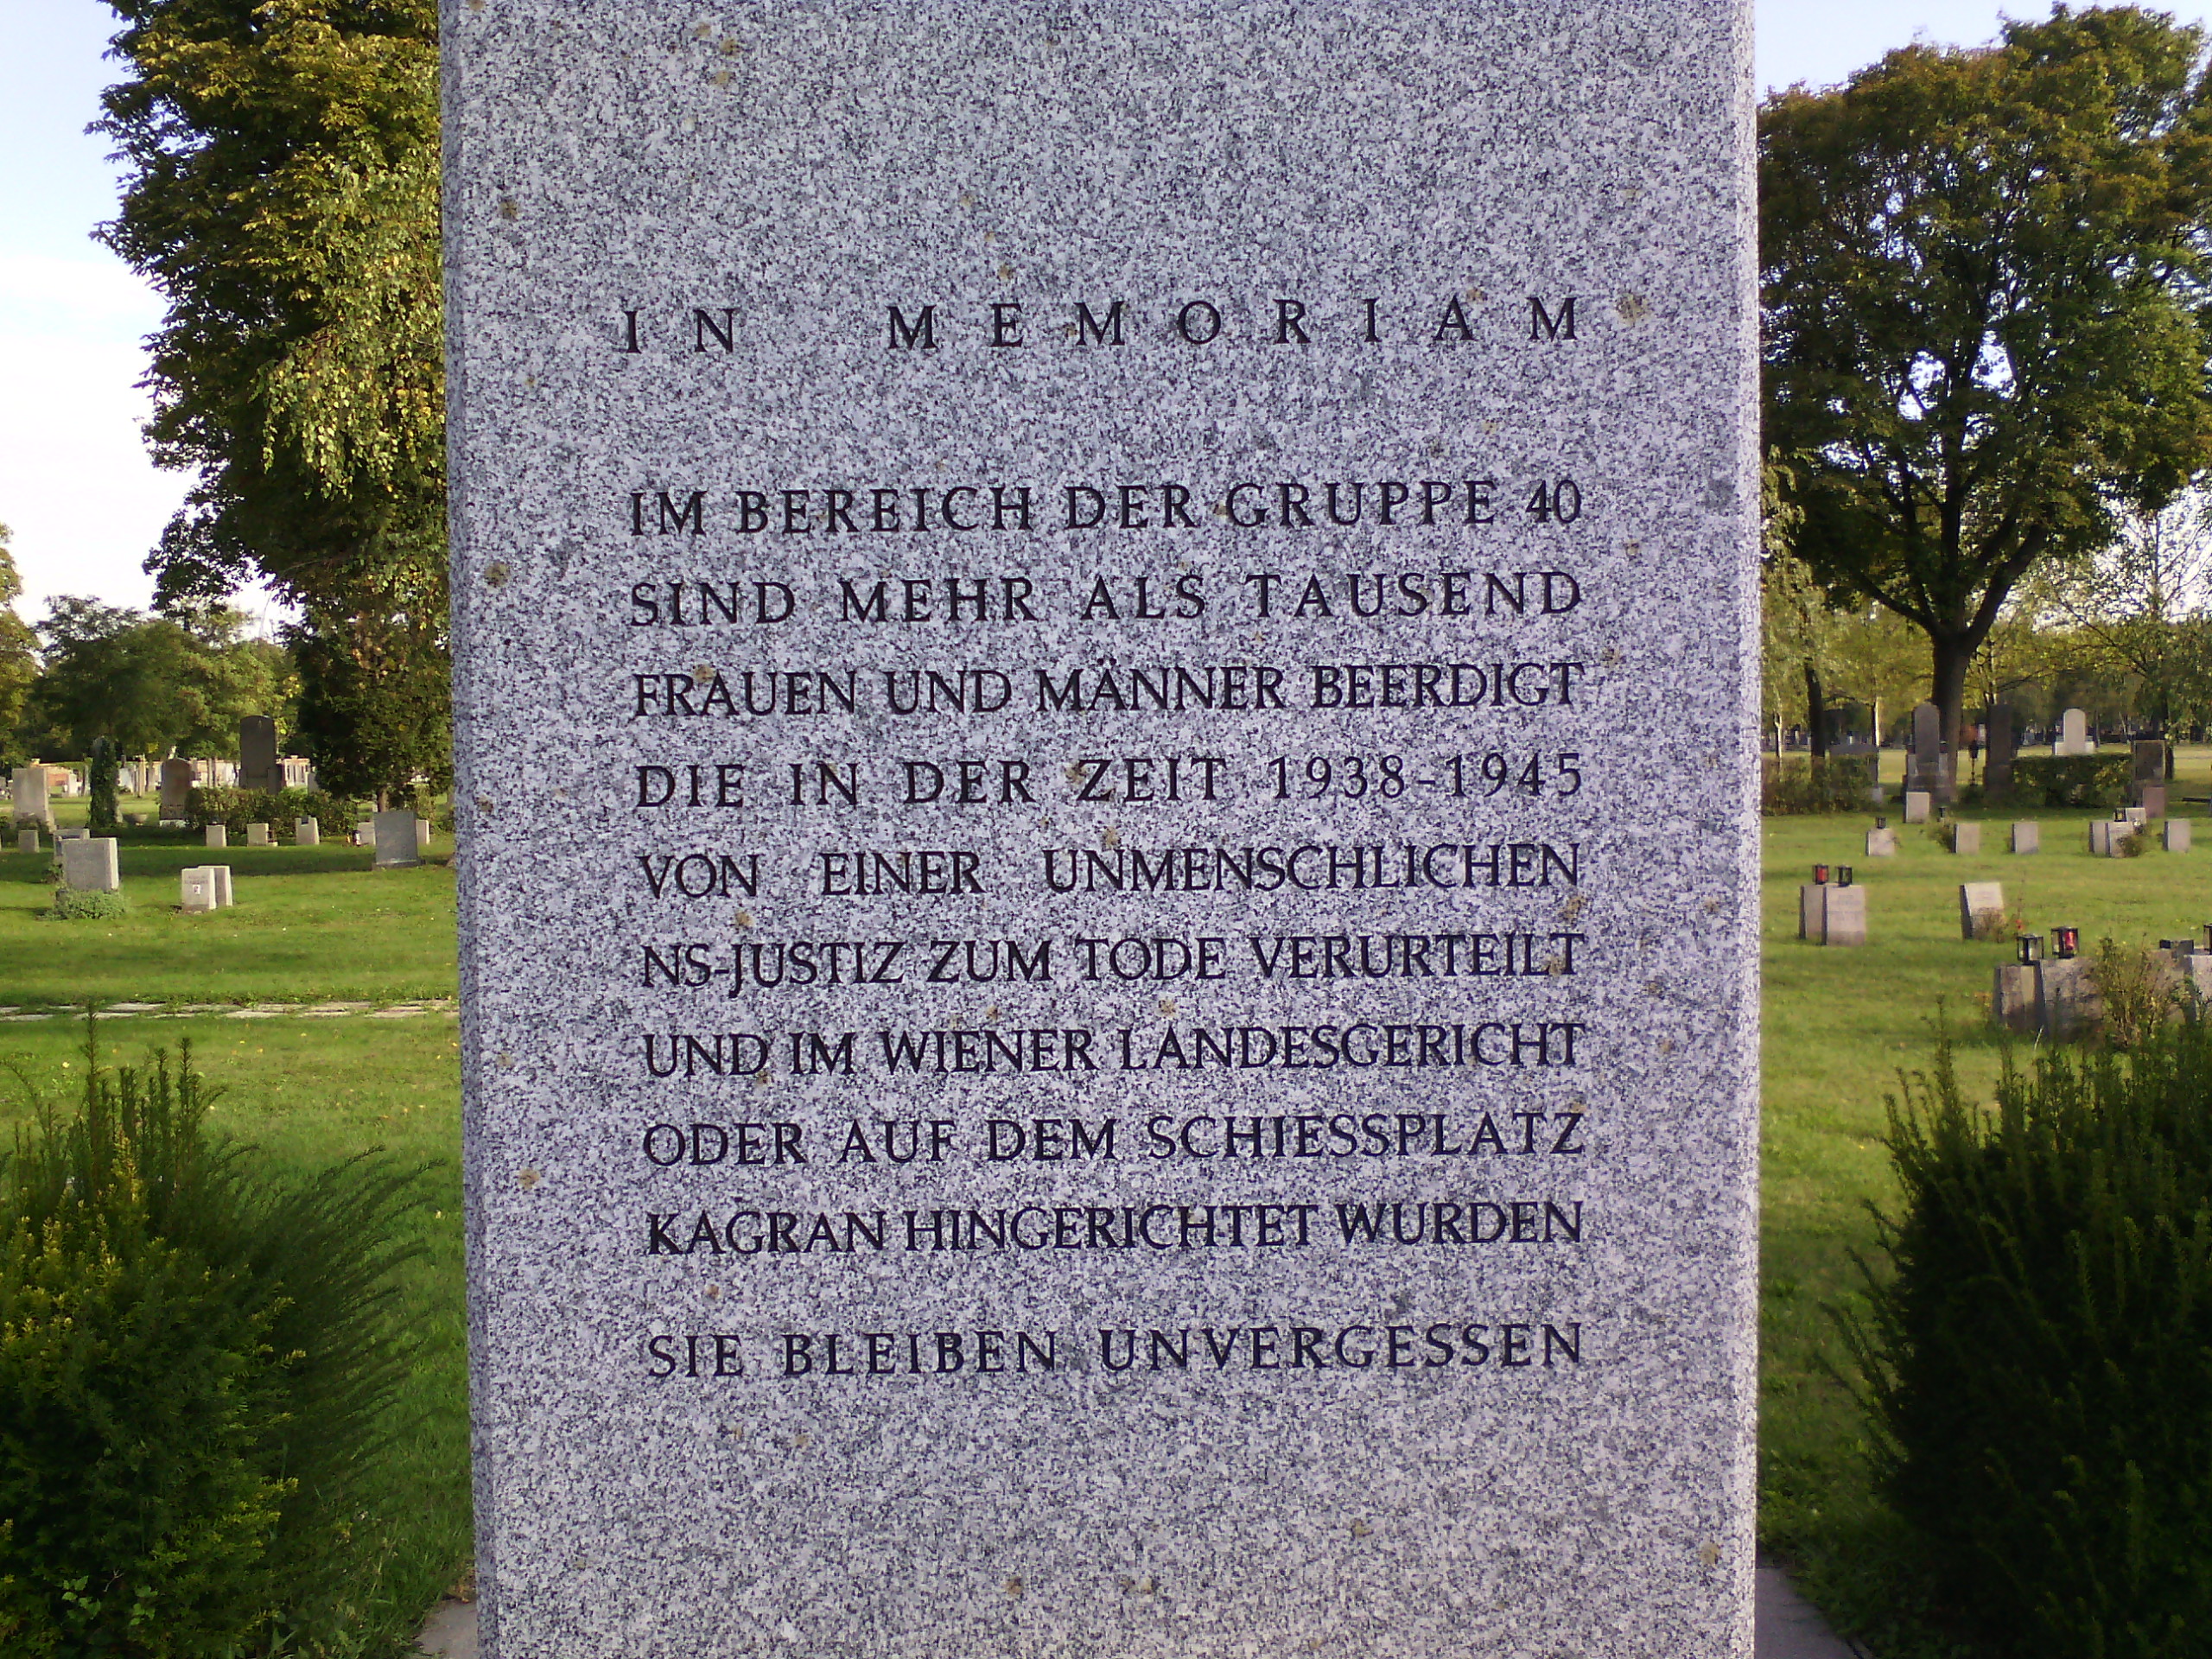 IN MEMORIAM
IM BEREICH DER GRUPPE 40
SIND MEHR ALS TAUSEND
FRAUEN UND MÄNNER BEERDIGT
DIE IN DER ZEIT 1938-1945
VON EINER UNMENSCHLICHEN
NS-JUSTIZ ZUM TODE VERURTEILT
UND IM WIENER LANDESGERICHT
ODER AUF DEM SCHIESSPLATZ
KAGRAN HINGERICHTET WURDEN
SIE BLEIBEN UNVERGESSEN